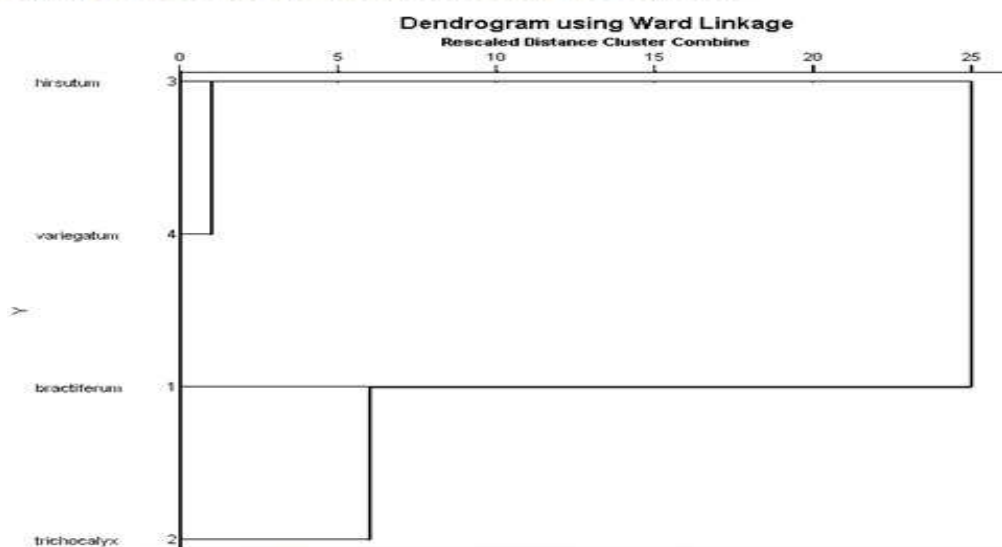 Dendrogram using Ward Linkage
Rescaled Distance Cluster Combine
0 5 10 15 20 25
hirsutum 3
variegatum 4
Y
bractiferum 1
trichocalyx 2